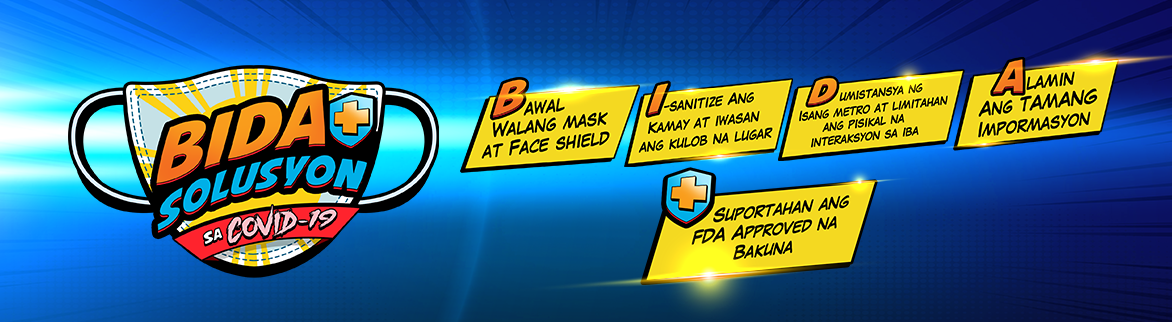 BIDA
SOLUSYON
SA COVID-19
BAWAL
WALANG MASK
AT FACE SHIELD
I-SANITIZE ANG
KAMAY AT IWASAN
ANG KULOB NA LUGAR
DUMISTANSYA NG
ISANG METRO AT LIMITAHAN
ANG PISIKAL NA
INTERAKSYON SA IBA
ALAMIN
ANG TAMANG
IMPORMASYON
SUPORTAHAN ANG
FDA APPROVED NA
BAKUNA